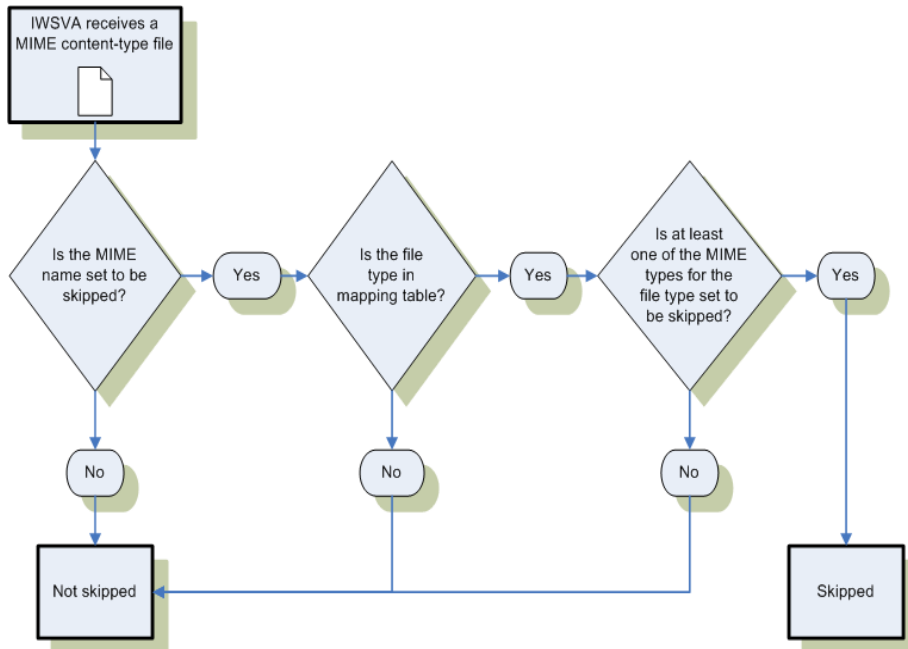 IWSVA receives a
MIME content-type file
Is the MIME
name set to be
skipped?
Yes
Is the file
type in
mapping table?
Yes
Is at least
one of the MIME
types for the
file type set to
be skipped?
Yes
No
No
No
Not skipped
Skipped